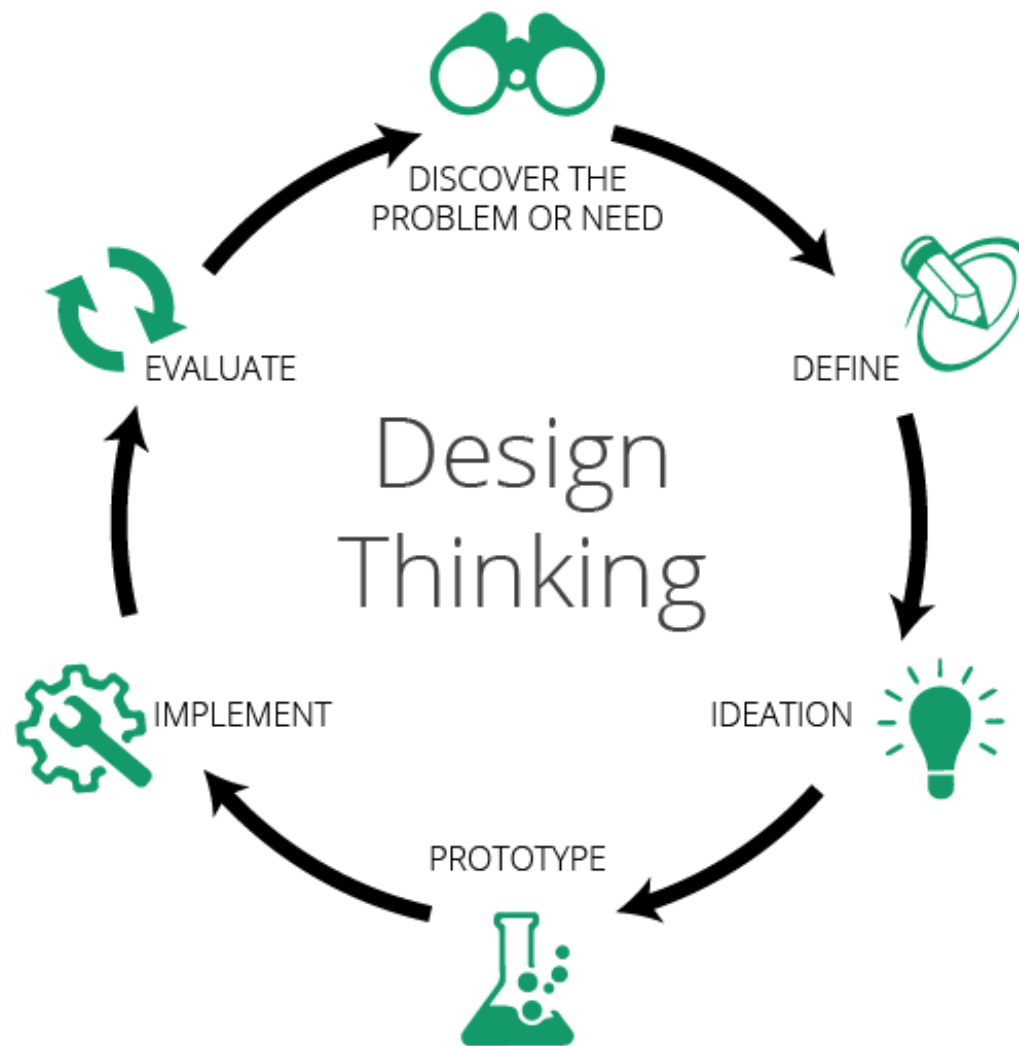 DISCOVER THE
PROBLEM OR NEED
DEFINE
IDEATION
PROTOTYPE
IMPLEMENT
EVALUATE
Design
Thinking